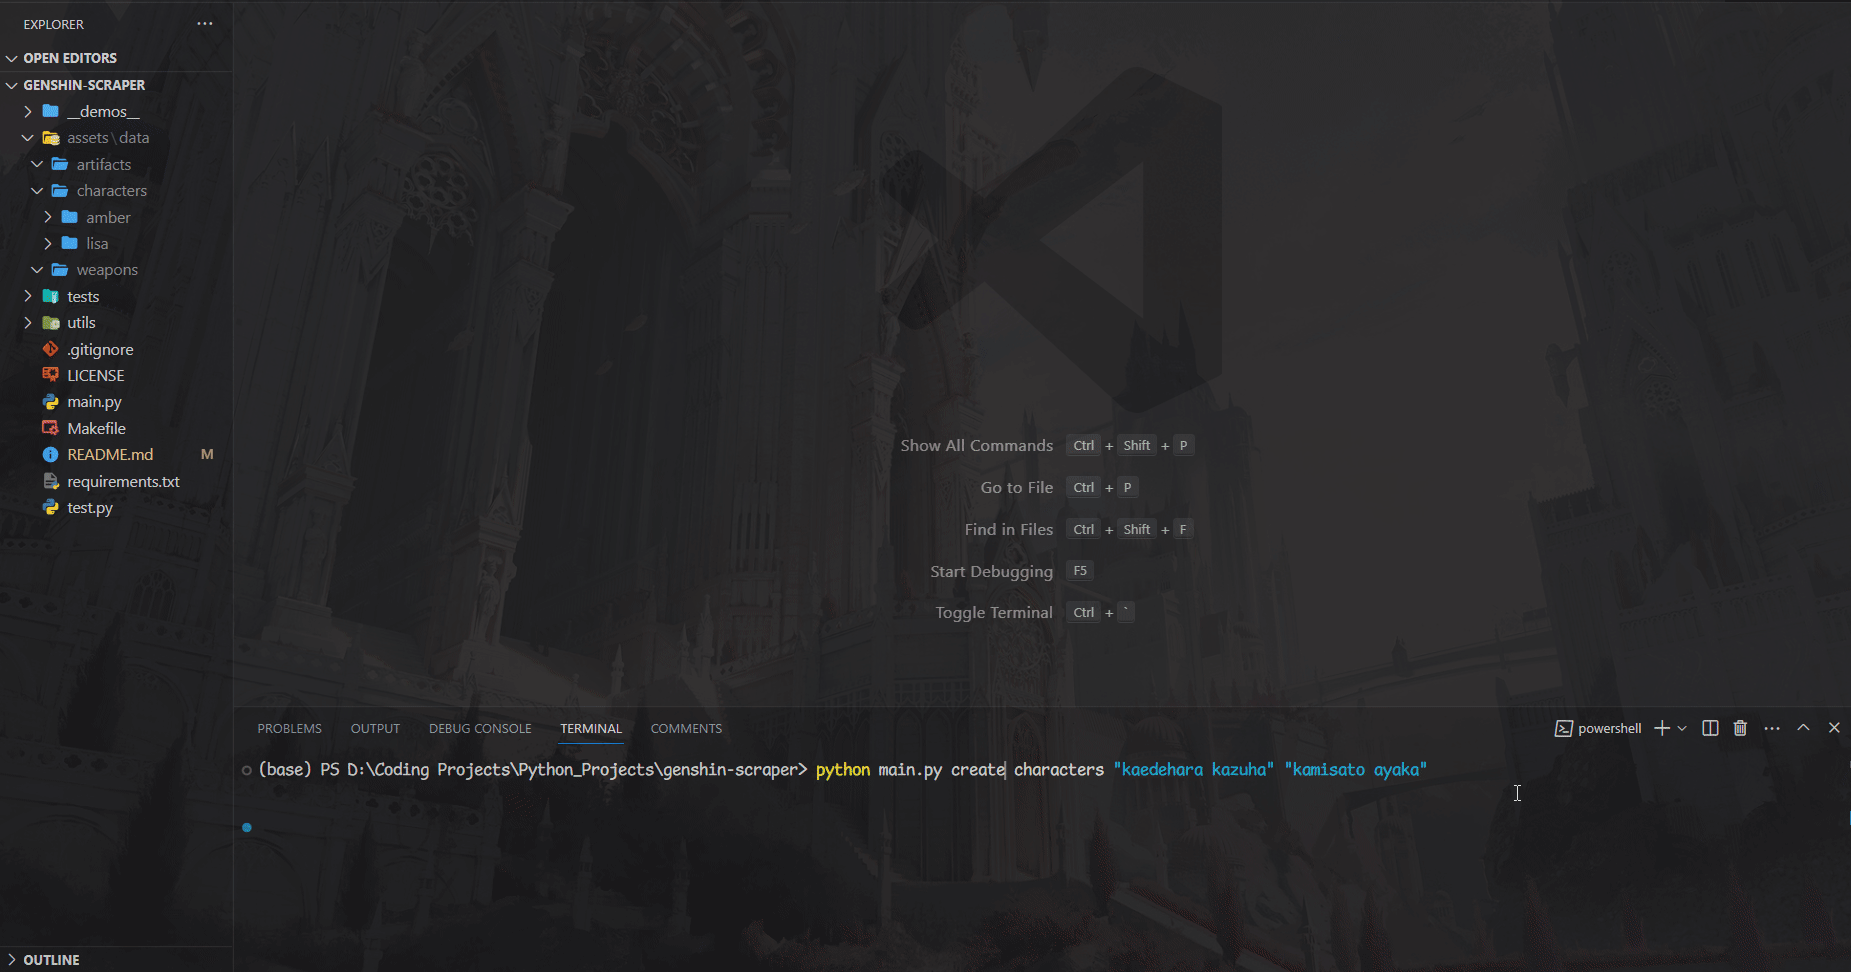 EXPLORER ···
OPEN EDITORS
GENSHIN-SCRAPER
__demos__
assets\data
artifacts
characters
amber
lisa
weapons
tests
utils
.gitignore
LICENSE
main.py
Makefile
README.md M
requirements.txt
test.py
OUTLINE
Show All Commands Ctrl + Shift + P
Go to File Ctrl + P
Find in Files Ctrl + Shift + F
Start Debugging F5
Toggle Terminal Ctrl + `
PROBLEMS OUTPUT DEBUG CONSOLE TERMINAL COMMENTS powershell
(base) PS D:\Coding Projects\Python_Projects\genshin-scraper> python main.py create characters "kaedehara kazuha" "kamisato ayaka"